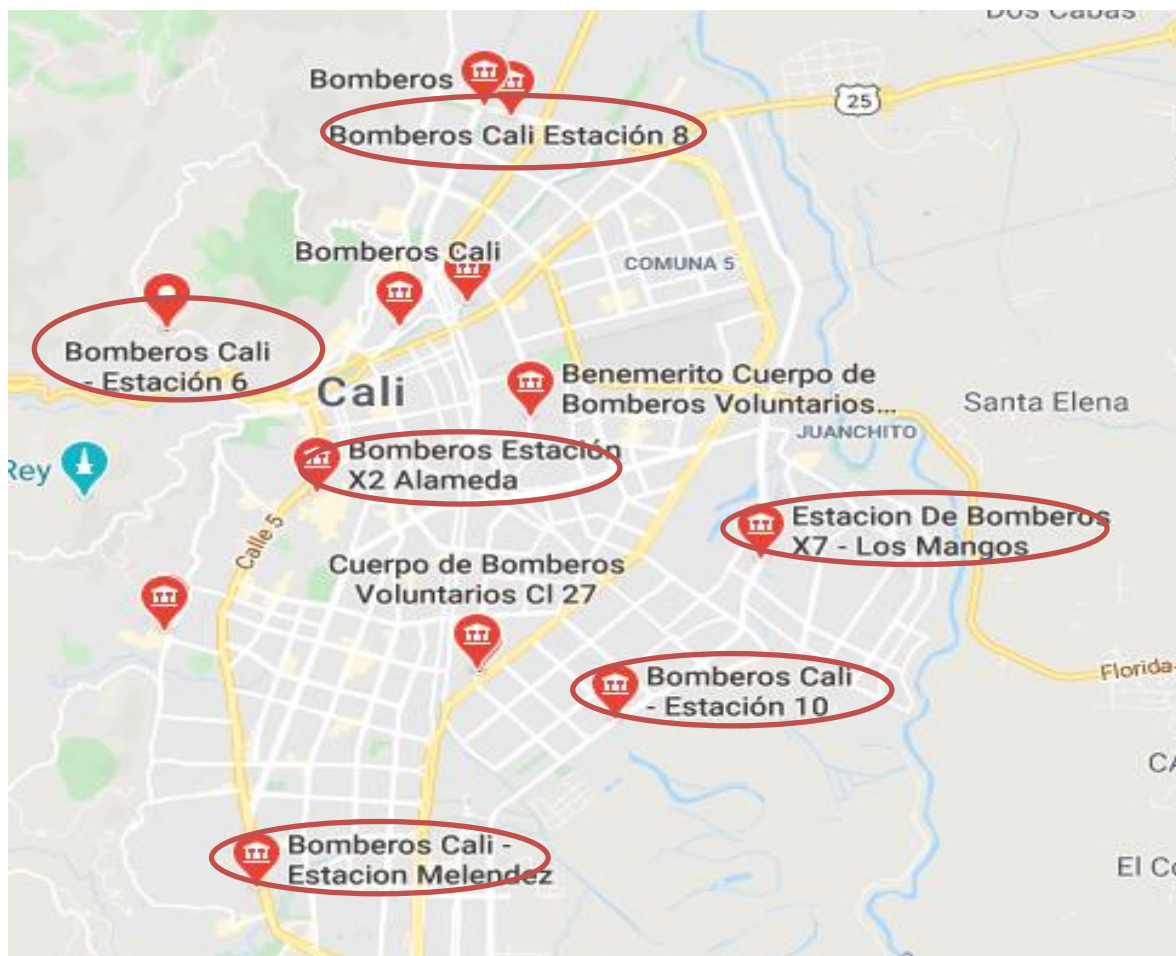 Dos Cabas
Bomberos
25
Bomberos Cali Estación 8
Bomberos Cali
COMUNA 5
Bomberos Cali
- Estación 6
Cali
Benemerito Cuerpo de
Bomberos Voluntarios...
Santa Elena
JUANCHITO
Rey
Bomberos Estación
X2 Alameda
Calle 5
Estacion De Bomberos
X7 - Los Mangos
Cuerpo de Bomberos
Voluntarios Cl 27
Bomberos Cali
- Estación 10
Florida-
CA
Bomberos Cali -
Estacion Melendez
El Co